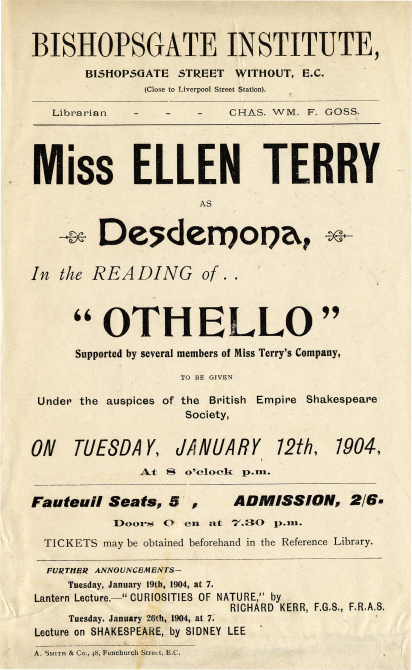 BISHOPSGATE INSTITUTE,
BISHOPSGATE STREET WITHOUT, E.C.
(Close to Liverpool Street Station).
Librarian - - - CHAS. WM. F. GOSS.
Miss ELLEN TERRY
AS
Desdemona,
In the READING of . .
"OTHELLO"
Supported by several members of Miss Terry's Company,
TO BE GIVEN
Under the auspices of the British Empire Shakespeare
Society,
ON TUESDAY, JANUARY 12th, 1904,
At 8 o'clock p.m.
Fauteuil Seats, 5 , ADMISSION, 2/6.
Doors O en at 7.30 p.m.
TICKETS may be obtained beforehand in the Reference Library.
FURTHER ANNOUNCEMENTS—
Tuesday, January 19th, 1904, at 7.
Lantern Lecture.—"CURIOSITIES OF NATURE," by
RICHARD KERR, F.G.S., F.R.A.S.
Tuesday. January 26th, 1904, at 7.
Lecture on SHAKESPEARE, by SIDNEY LEE
A. SMITH & Co., 48, Fenchurch Street, E.C.